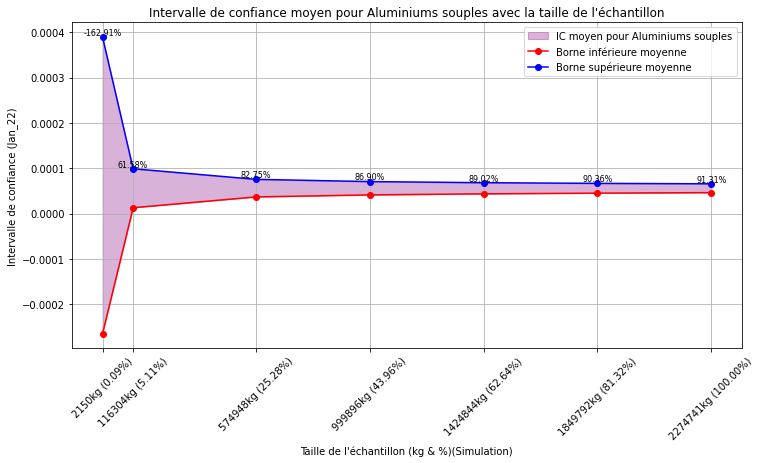 Intervalle de confiance moyen pour Aluminiums souples avec la taille de l'échantillon
IC moyen pour Aluminiums souples
Borne inférieure moyenne
Borne supérieure moyenne
Intervalle de confiance (Jan_22)
0.0004
0.0003
0.0002
0.0001
0.0000
−0.0001
−0.0002
-162.91%
61.58%
82.75%
86.90%
89.02%
90.36%
91.31%
2150kg (0.09%)
116304kg (5.11%)
574948kg (25.28%)
999896kg (43.96%)
1424844kg (62.64%)
1849792kg (81.32%)
2274741kg (100.00%)
Taille de l'échantillon (kg & %)(Simulation)